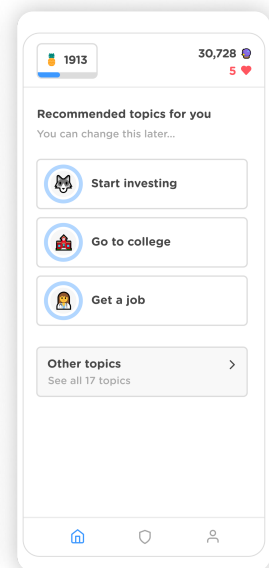 1913
30,728
5
Recommended topics for you
You can change this later...
Start investing
Go to college
Get a job
Other topics
See all 17 topics